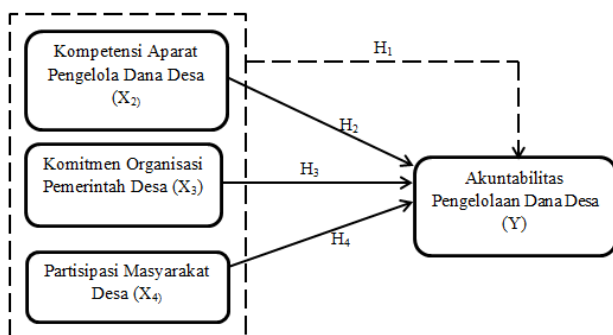 Kompetensi Aparat
Pengelola Dana Desa
(X₂)
H₁
H₂
Komitmen Organisasi
Pemerintah Desa (X₃)
H₃
Akuntabilitas
Pengelolaan Dana Desa
(Y)
H₄
Partisipasi Masyarakat
Desa (X₄)